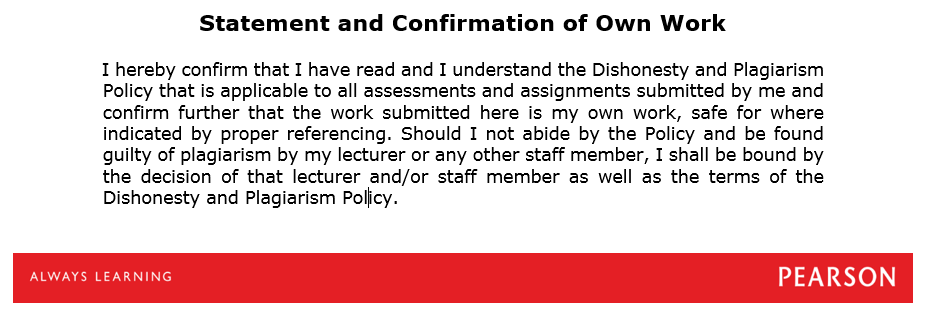 Statement and Confirmation of Own Work
I hereby confirm that I have read and I understand the Dishonesty and Plagiarism
Policy that is applicable to all assessments and assignments submitted by me and
confirm further that the work submitted here is my own work, safe for where
indicated by proper referencing. Should I not abide by the Policy and be found
guilty of plagiarism by my lecturer or any other staff member, I shall be bound by
the decision of that lecturer and/or staff member as well as the terms of the
Dishonesty and Plagiarism Policy.
ALWAYS LEARNING
PEARSON